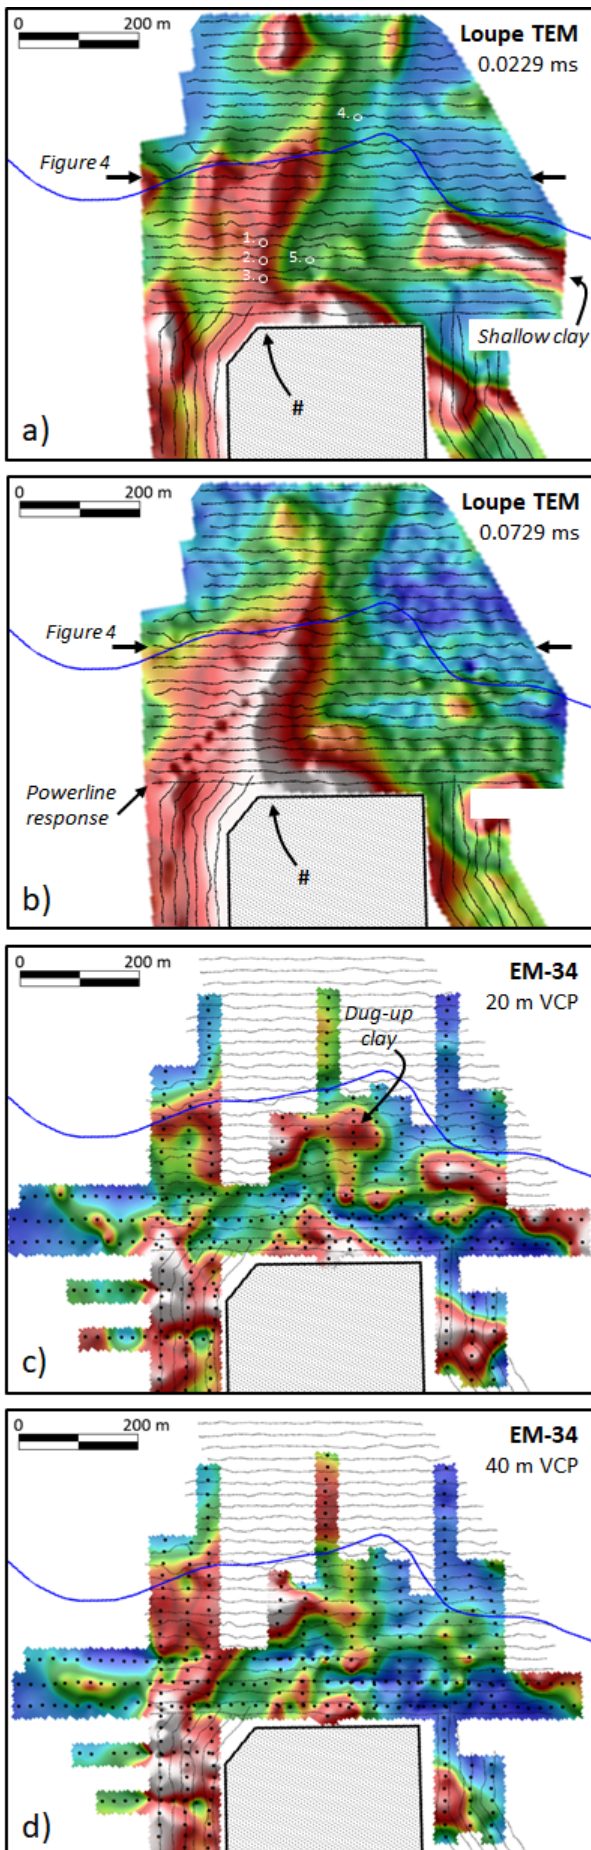 0 200 m
Loupe TEM
0.0229 ms
4.
Figure 4
1.
2.
5.
3.
Shallow clay
#
a)
0 200 m
Loupe TEM
0.0729 ms
Figure 4
Powerline
response
#
b)
0 200 m
EM-34
20 m VCP
Dug-up
clay
c)
0 200 m
EM-34
40 m VCP
d)